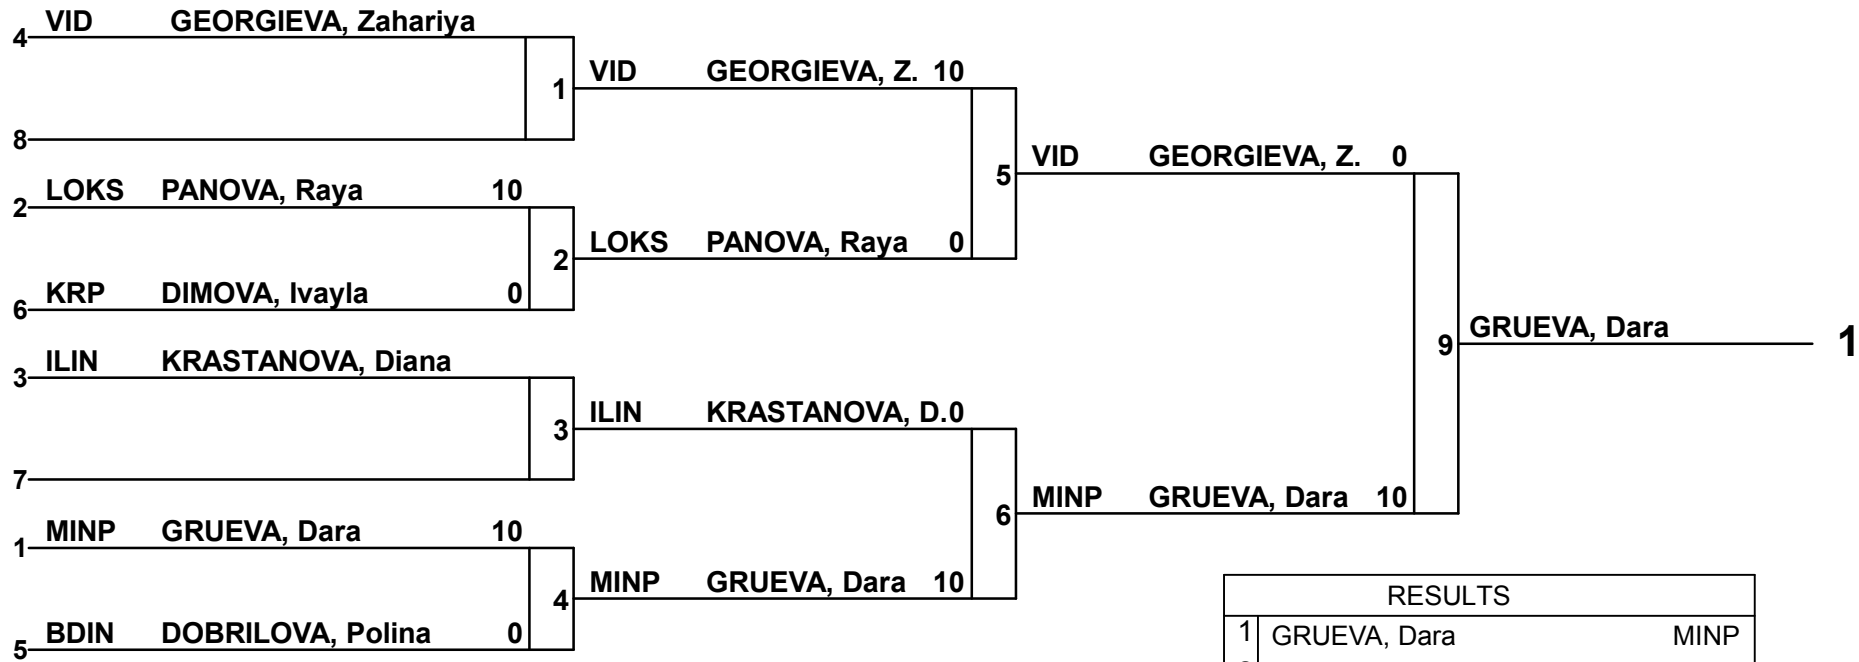 4 VID GEORGIEVA, Zahariya
1 VID GEORGIEVA, Z. 10
8
5 VID GEORGIEVA, Z. 0
2 LOKS PANOVA, Raya 10
2 LOKS PANOVA, Raya 0
6 KRP DIMOVA, Ivayla 0
9 GRUEVA, Dara 1
3 ILIN KRASTANOVA, Diana
3 ILIN KRASTANOVA, D.0
7
6 MINP GRUEVA, Dara 10
1 MINP GRUEVA, Dara 10
4 MINP GRUEVA, Dara 10
5 BDIN DOBRILOVA, Polina 0
RESULTS
1 GRUEVA, Dara MINP